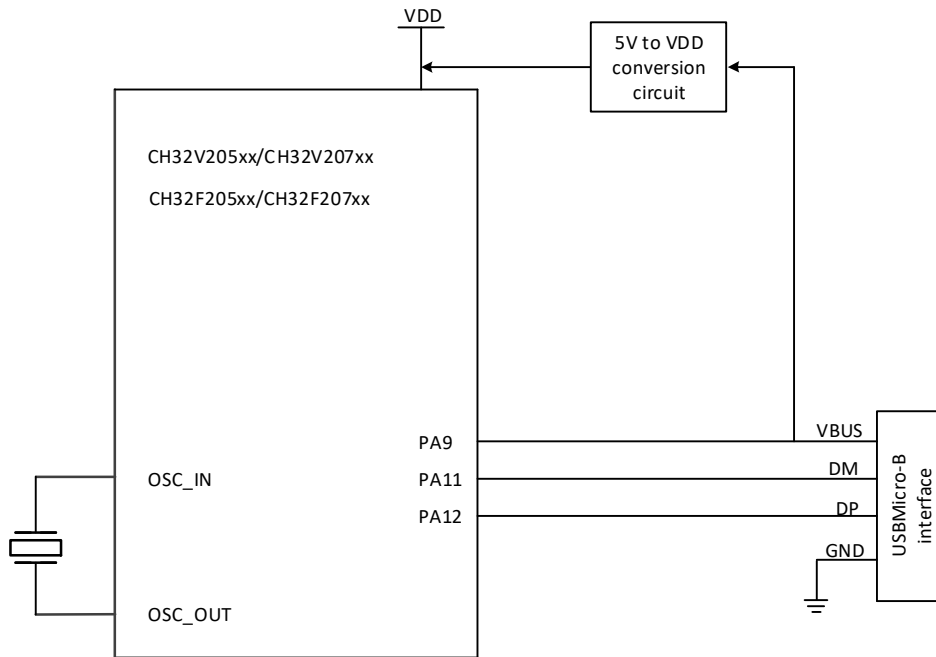 VDD
5V to VDD
conversion
circuit
CH32V205xx/CH32V207xx
CH32F205xx/CH32F207xx
PA9
VBUS
OSC_IN
PA11
DM
PA12
DP
USBMicro-B
interface
GND
OSC_OUT